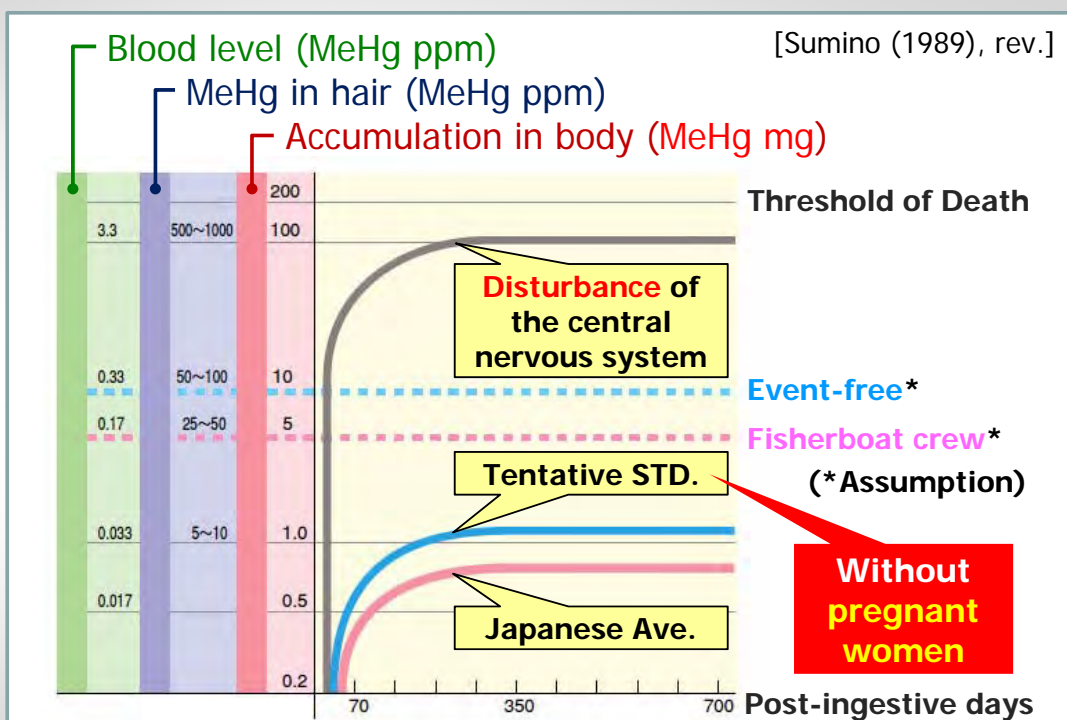 Blood level (MeHg ppm)
[Sumino (1989), rev.]
MeHg in hair (MeHg ppm)
Accumulation in body (MeHg mg)
200
Threshold of Death
3.3 500~1000 100
Disturbance of
the central
nervous system
0.33 50~100 10
Event-free*
0.17 25~50 5
Fisherboat crew*
(*Assumption)
Tentative STD.
0.033 5~10 1.0
Without
pregnant
women
0.017 0.5
Japanese Ave.
0.2
70 350 700 Post-ingestive days